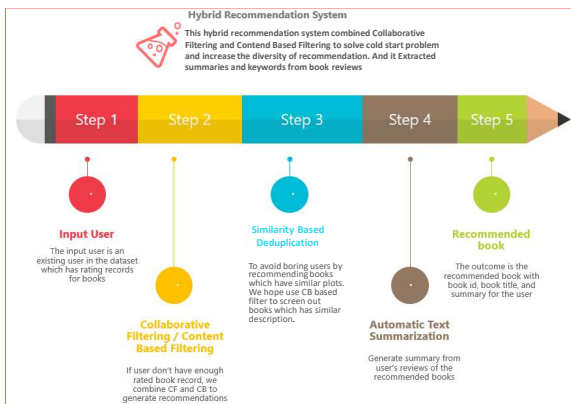 Hybrid Recommendation System
This hybrid recommendation system combined Collaborative
Filtering and Contend Based Filtering to solve cold start problem
and increase the diversity of recommendation. And it Extracted
summaries and keywords from book reviews
Step 1
Step 2
Step 3
Step 4
Step 5
Input User
The input user is an
existing user in the dataset
which has rating records
for books
Collaborative
Filtering / Content
Based Filtering
If user don't have enough
rated book record, we
combine CF and CB to
generate recommendations
Similarity Based
Deduplication
To avoid boring users by
recommending books
which have similar plots.
We hope use CB based
filter to screen out
books which has similar
description.
Automatic Text
Summarization
Generate summary from
user's reviews of the
recommended books
Recommended
book
The outcome is the
recommended book with
book id, book title, and
summary for the user